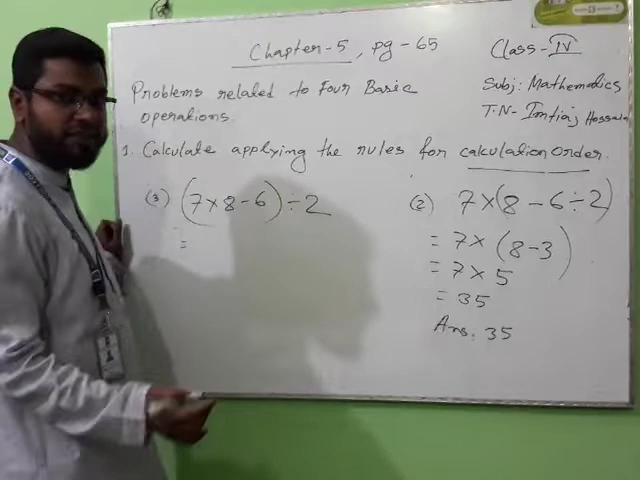 Chapter-5, pg-65
Class-IV
Subj: Mathematics
T.N- Imtiaj Hossain
Problems related to Four Basic
operations.
1. Calculate applying the rules for calculation order.
(3) (7×8-6)÷2
=
(2) 7×(8-6÷2)
= 7×(8-3)
= 7×5
= 35
Ans: 35